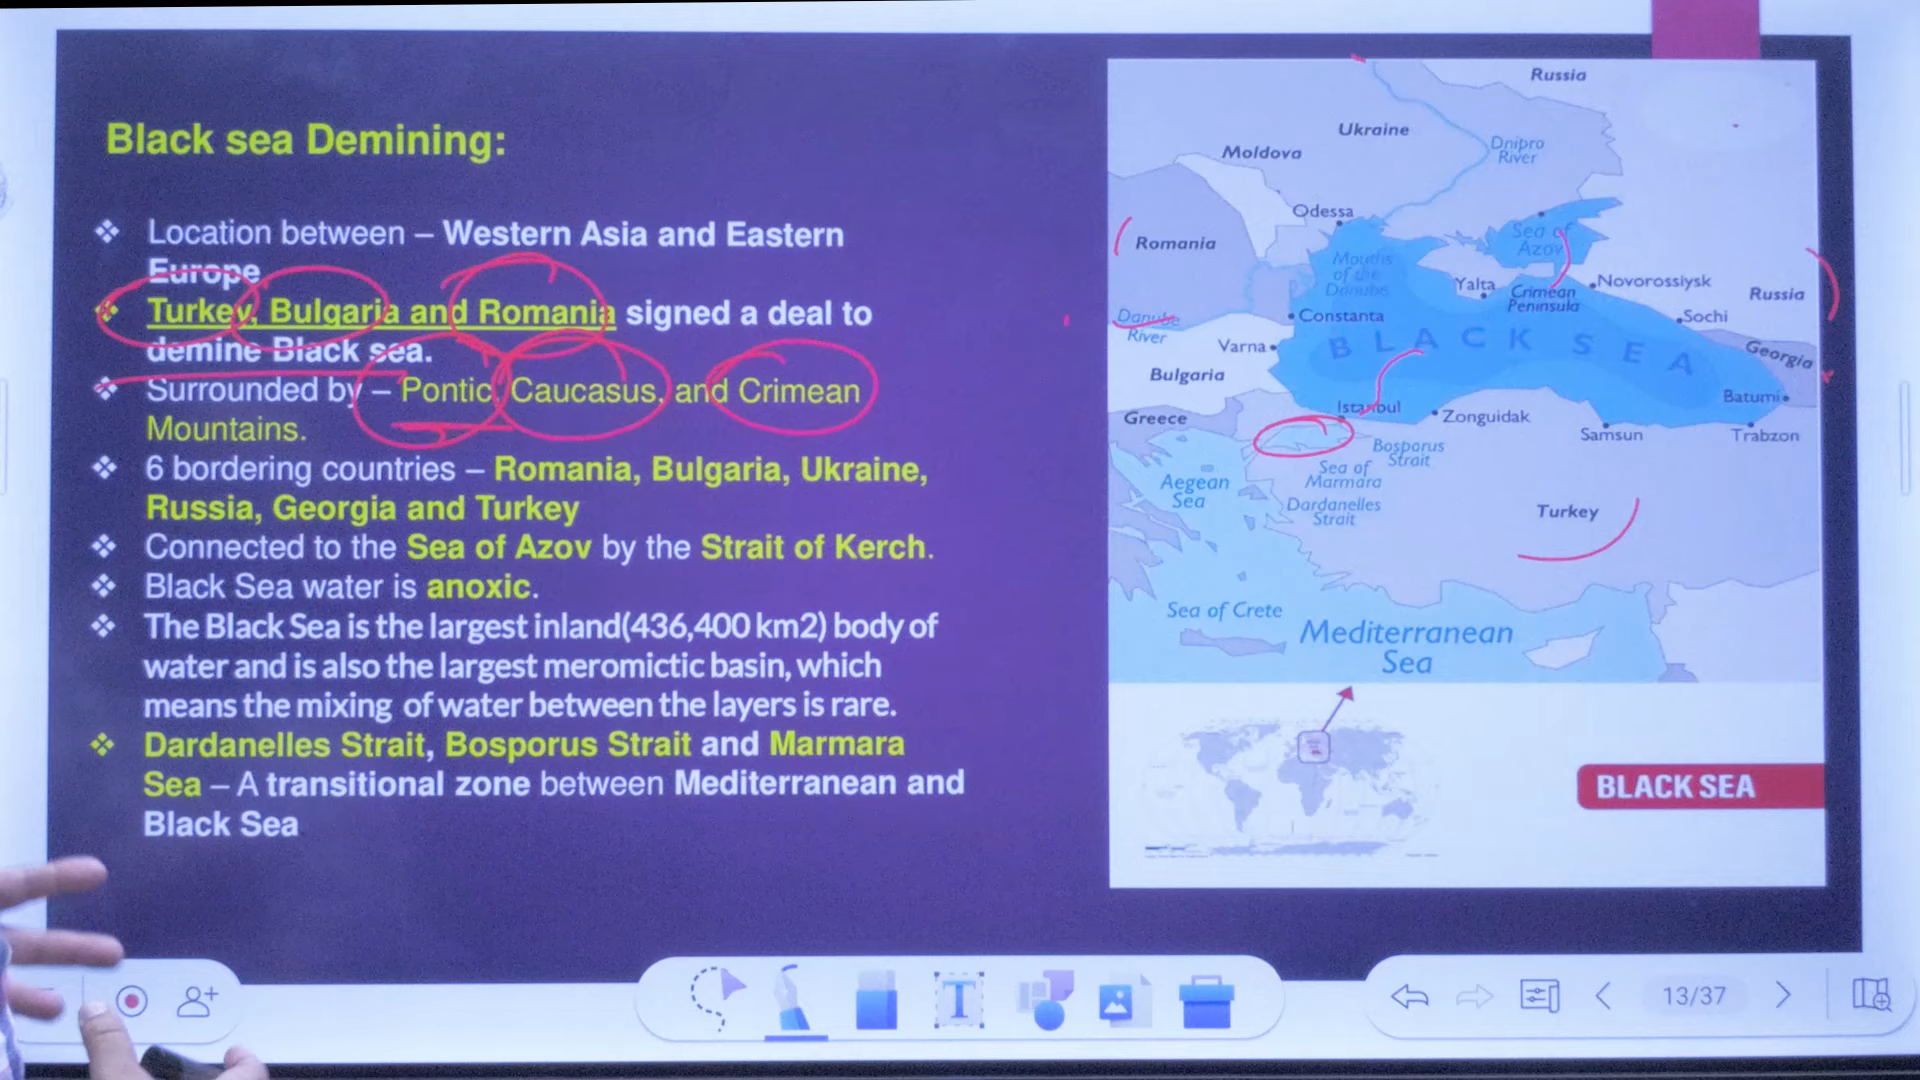 Black sea Demining:
❖ Location between – Western Asia and Eastern
Europe
❖ Turkey, Bulgaria and Romania signed a deal to
demine Black sea.
❖ Surrounded by – Pontic, Caucasus, and Crimean
Mountains.
❖ 6 bordering countries – Romania, Bulgaria, Ukraine,
Russia, Georgia and Turkey
❖ Connected to the Sea of Azov by the Strait of Kerch.
❖ Black Sea water is anoxic.
❖ The Black Sea is the largest inland(436,400 km2) body of
water and is also the largest meromictic basin, which
means the mixing of water between the layers is rare.
❖ Dardanelles Strait, Bosporus Strait and Marmara
Sea – A transitional zone between Mediterranean and
Black Sea
Russia
Ukraine
Moldova
Dnipro
River
Odessa
Romania
Sea of
Azov
Mouths
of the
Danube
Yalta
Crimean
Peninsula
Novorossiysk
Russia
Danube
River
Constanta
Sochi
Varna
BLACK SEA
Georgia
Bulgaria
Batumi
Istanbul
Greece
Zonguidak
Samsun
Trabzon
Bosporus
Strait
Sea of
Marmara
Aegean
Sea
Dardanelles
Strait
Turkey
Sea of Crete
Mediterranean
Sea
BLACK SEA
T
13/37